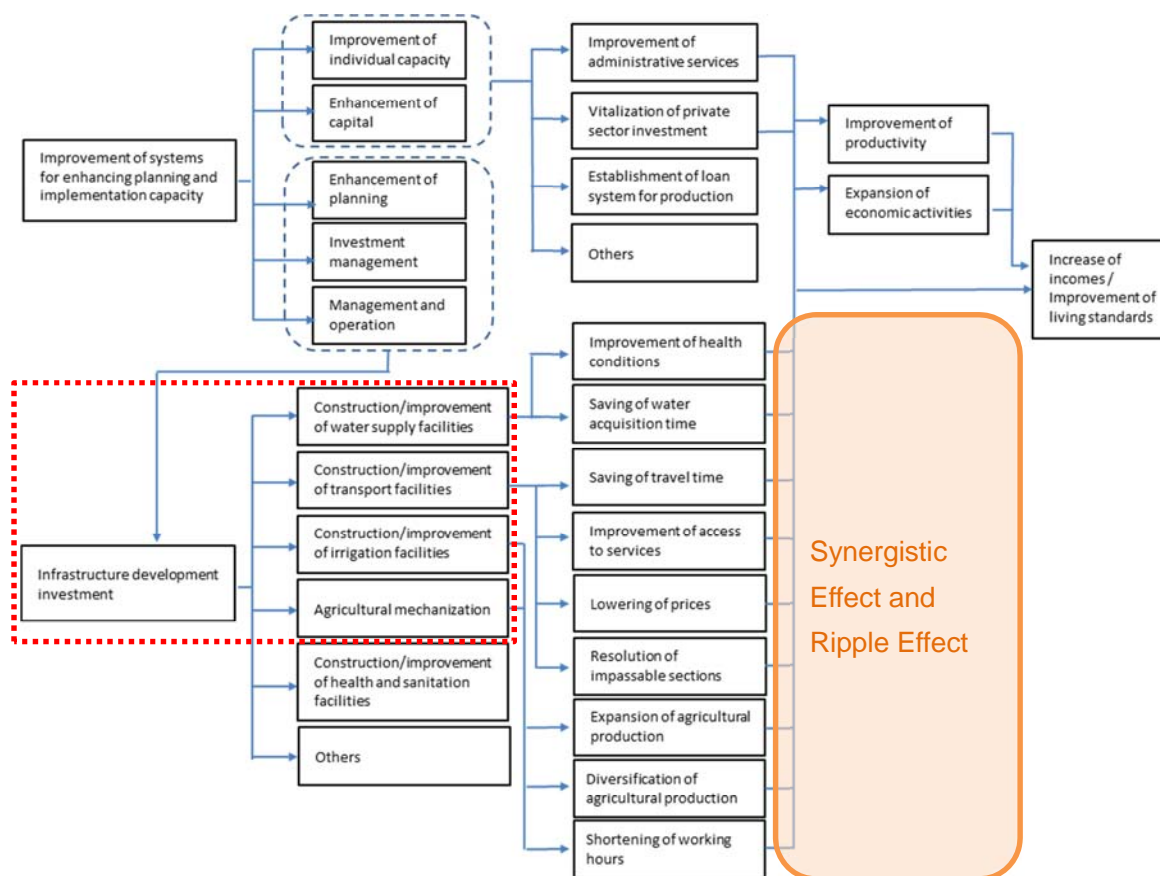 Improvement of systems
for enhancing planning and
implementation capacity
Improvement of
individual capacity
Enhancement of
capital
Enhancement of
planning
Investment
management
Management and
operation
Improvement of
administrative services
Vitalization of private
sector investment
Establishment of loan
system for production
Others
Improvement of
productivity
Expansion of
economic activities
Increase of
incomes /
Improvement of
living standards
Infrastructure development
investment
Construction/improvement
of water supply facilities
Construction/improvement
of transport facilities
Construction/improvement
of irrigation facilities
Agricultural mechanization
Construction/improvement
of health and sanitation
facilities
Others
Improvement of health
conditions
Saving of water
acquisition time
Saving of travel time
Improvement of access
to services
Lowering of prices
Resolution of
impassable sections
Expansion of agricultural
production
Diversification of
agricultural production
Shortening of working
hours
Synergistic
Effect and
Ripple Effect